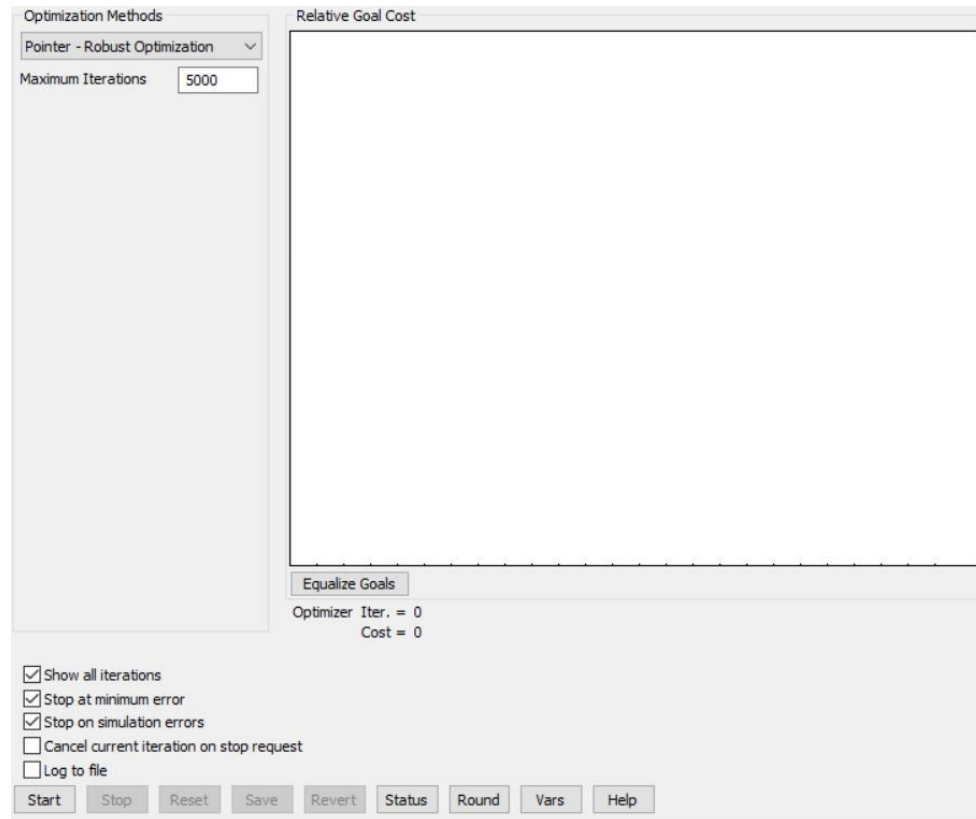 Optimization Methods
Pointer - Robust Optimization
Maximum Iterations 5000
Relative Goal Cost
Equalize Goals
Optimizer Iter. = 0
Cost = 0
Show all iterations
Stop at minimum error
Stop on simulation errors
Cancel current iteration on stop request
Log to file
Start Stop Reset Save Revert Status Round Vars Help